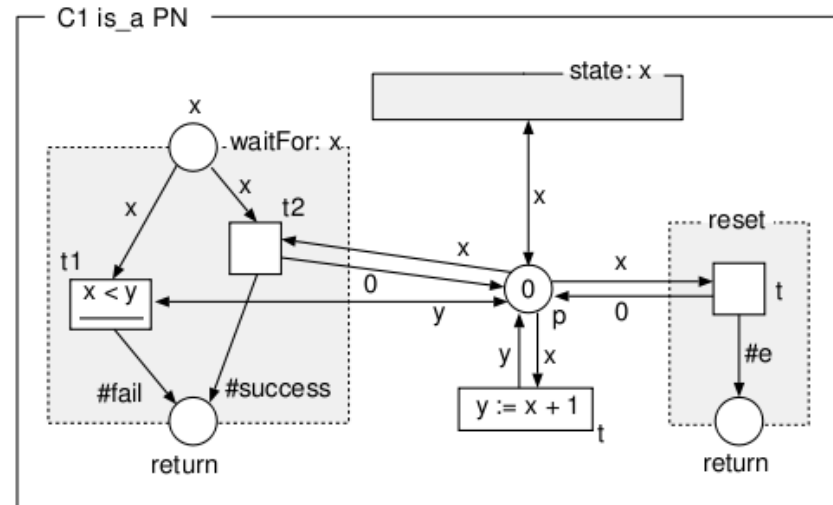 C1 is_a PN
state: x
x
waitFor: x
x
x
t2
x
reset
t1
x < y
x
0
y
0
x
0
t
p
y
x
#e
#fail
#success
y := x + 1
t
return
return